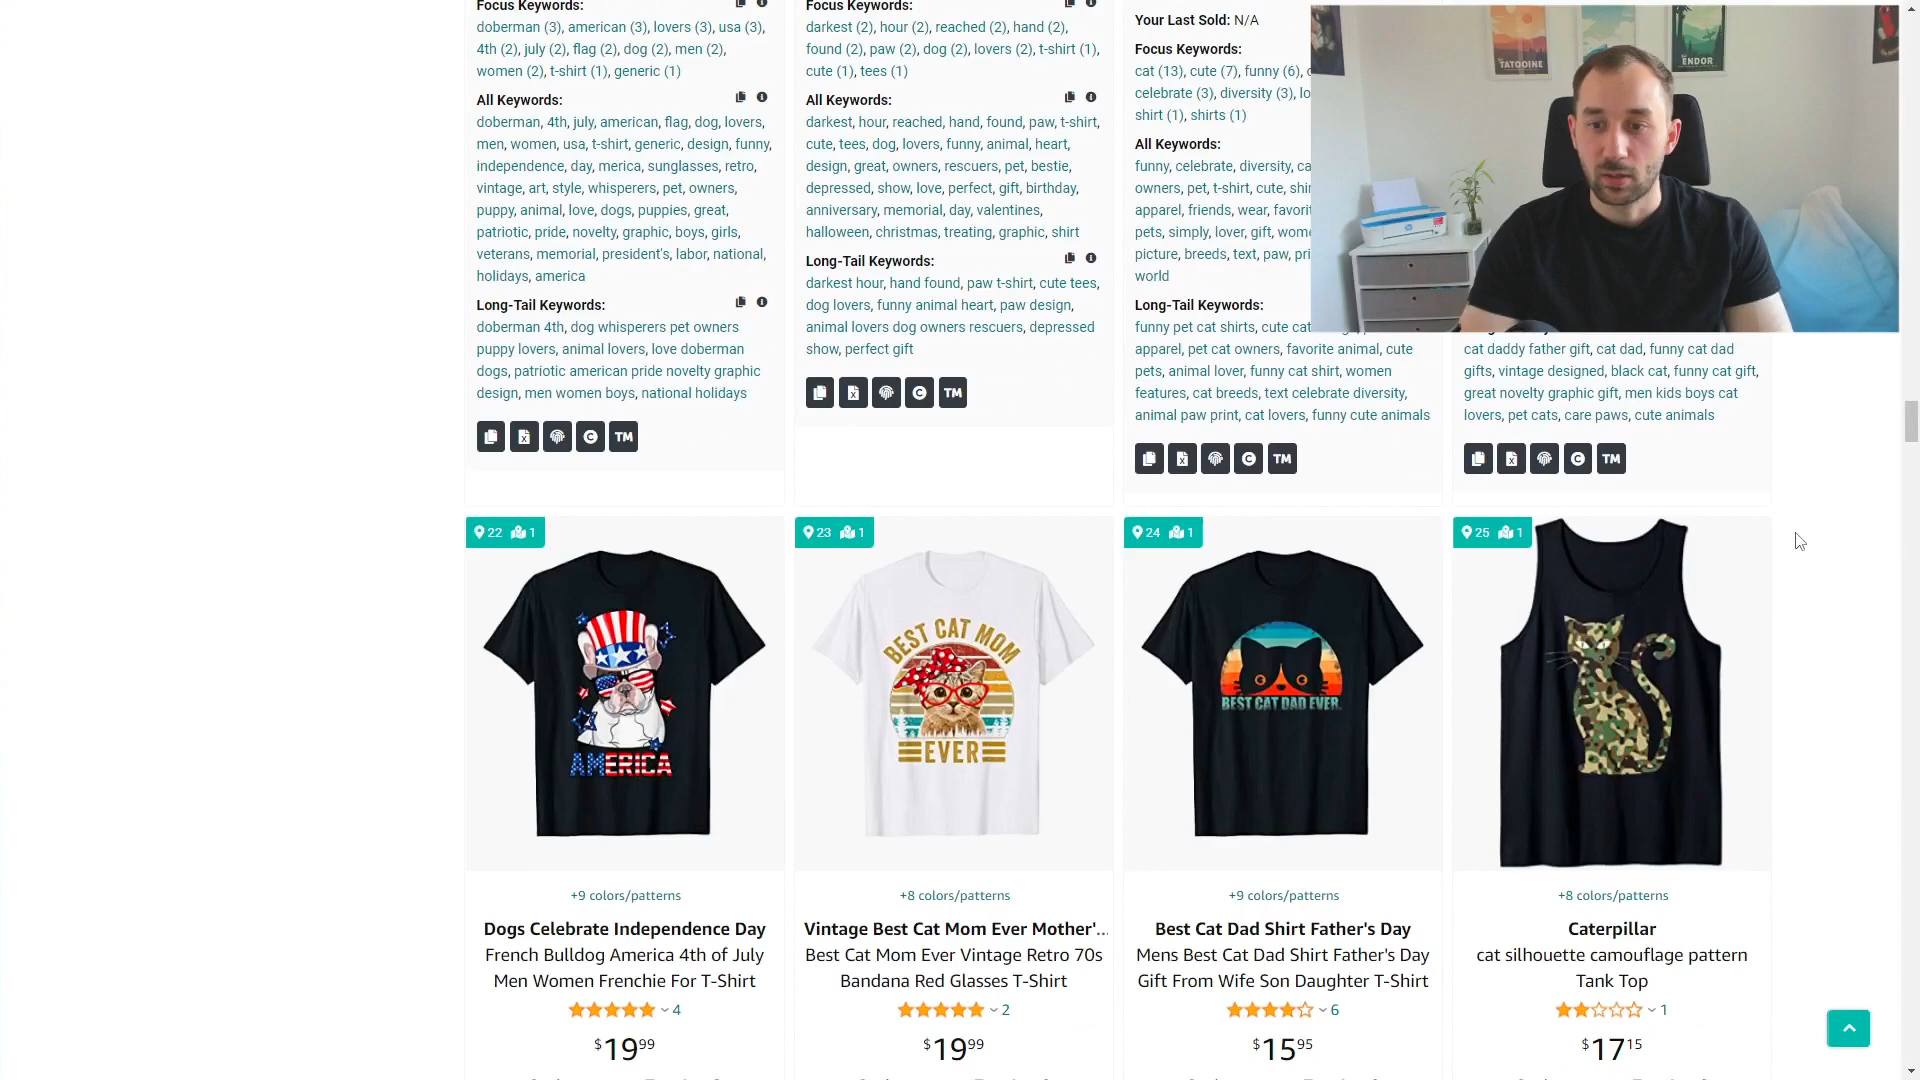 Focus Keywords:
doberman (3), american (3), lovers (3), usa (3),
4th (2), july (2), flag (2), dog (2), men (2),
women (2), t-shirt (1), generic (1)
All Keywords:
doberman, 4th, july, american, flag, dog, lovers,
men, women, usa, t-shirt, generic, design, funny,
independence, day, merica, sunglasses, retro,
vintage, art, style, whisperers, pet, owners,
puppy, animal, love, dogs, puppies, great,
patriotic, pride, novelty, graphic, boys, girls,
veterans, memorial, president's, labor, national,
holidays, america
Long-Tail Keywords:
doberman 4th, dog whisperers pet owners
puppy lovers, animal lovers, love doberman
dogs, patriotic american pride novelty graphic
design, men women boys, national holidays
TM
Focus Keywords:
darkest (2), hour (2), reached (2), hand (2),
found (2), paw (2), dog (2), lovers (2), t-shirt (1),
cute (1), tees (1)
All Keywords:
darkest, hour, reached, hand, found, paw, t-shirt,
cute, tees, dog, lovers, funny, animal, heart,
design, great, owners, rescuers, pet, bestie,
depressed, show, love, perfect, gift, birthday,
anniversary, memorial, day, valentines,
halloween, christmas, treating, graphic, shirt
Long-Tail Keywords:
darkest hour, hand found, paw t-shirt, cute tees,
dog lovers, funny animal heart, paw design,
animal lovers dog owners rescuers, depressed
show, perfect gift
TM
Your Last Sold: N/A
Focus Keywords:
cat (13), cute (7), funny (6),
celebrate (3), diversity (3), lo
shirt (1), shirts (1)
All Keywords:
funny, celebrate, diversity, ca
owners, pet, t-shirt, cute, shir
apparel, friends, wear, favorit
pets, simply, lover, gift, wome
picture, breeds, text, paw, pri
world
Long-Tail Keywords:
funny pet cat shirts, cute cat
apparel, pet cat owners, favorite animal, cute
pets, animal lover, funny cat shirt, women
features, cat breeds, text celebrate diversity,
animal paw print, cat lovers, funny cute animals
TM
TATOOINE
ENDOR
cat daddy father gift, cat dad, funny cat dad
gifts, vintage designed, black cat, funny cat gift,
great novelty graphic gift, men kids boys cat
lovers, pet cats, care paws, cute animals
TM
22 1
AMERICA
+9 colors/patterns
Dogs Celebrate Independence Day
French Bulldog America 4th of July
Men Women Frenchie For T-Shirt
4
$19.99
23 1
BEST CAT MOM
EVER
+8 colors/patterns
Vintage Best Cat Mom Ever Mother'...
Best Cat Mom Ever Vintage Retro 70s
Bandana Red Glasses T-Shirt
2
$19.99
24 1
BEST CAT DAD EVER.
+9 colors/patterns
Best Cat Dad Shirt Father's Day
Mens Best Cat Dad Shirt Father's Day
Gift From Wife Son Daughter T-Shirt
6
$15.95
25 1
+8 colors/patterns
Caterpillar
cat silhouette camouflage pattern
Tank Top
1
$17.15